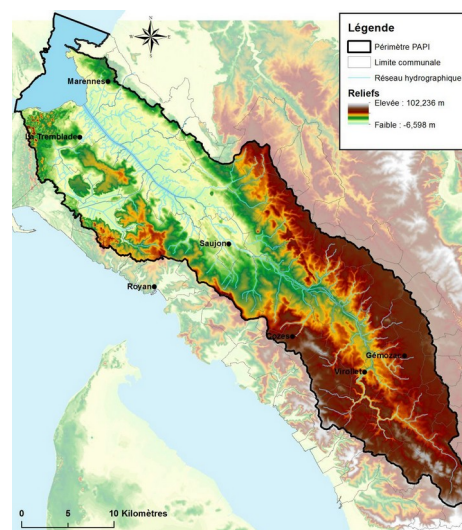 Légende
Périmètre PAPI
Limite communale
Réseau hydrographique
Reliefs
Elevée : 102,236 m
Faible : -6,598 m
Marennes
La Tremblade
Saujon
Royan
Cozes
Gémozac
Virollet
0 5 10 Kilomètres